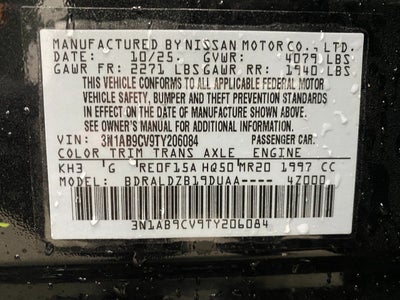 MANUFACTURED BY NISSAN MOTOR CO., LTD.
DATE: 10/25. GVWR: 4079 LBS
GAWR FR: 2271 LBS GAWR RR: 1940 LBS
THIS VEHICLE CONFORMS TO ALL APPLICABLE FEDERAL MOTOR
VEHICLE SAFETY, BUMPER AND THEFT PREVENTION STANDARDS
IN EFFECT ON THE DATE OF MANUFACTURE SHOWN ABOVE.
SEE OWNER'S MANUAL AND DOOR LABEL FOR
VIN: 3N1AB9CV9TY206084 PASSENGER CAR.
COLOR TRIM TRANS AXLE ENGINE
KH3 G RE0F15A HQ50 MR20 1997 CC
MODEL: BDRALDZB19DUAA---- 4Z000
3N1AB9CV9TY206084